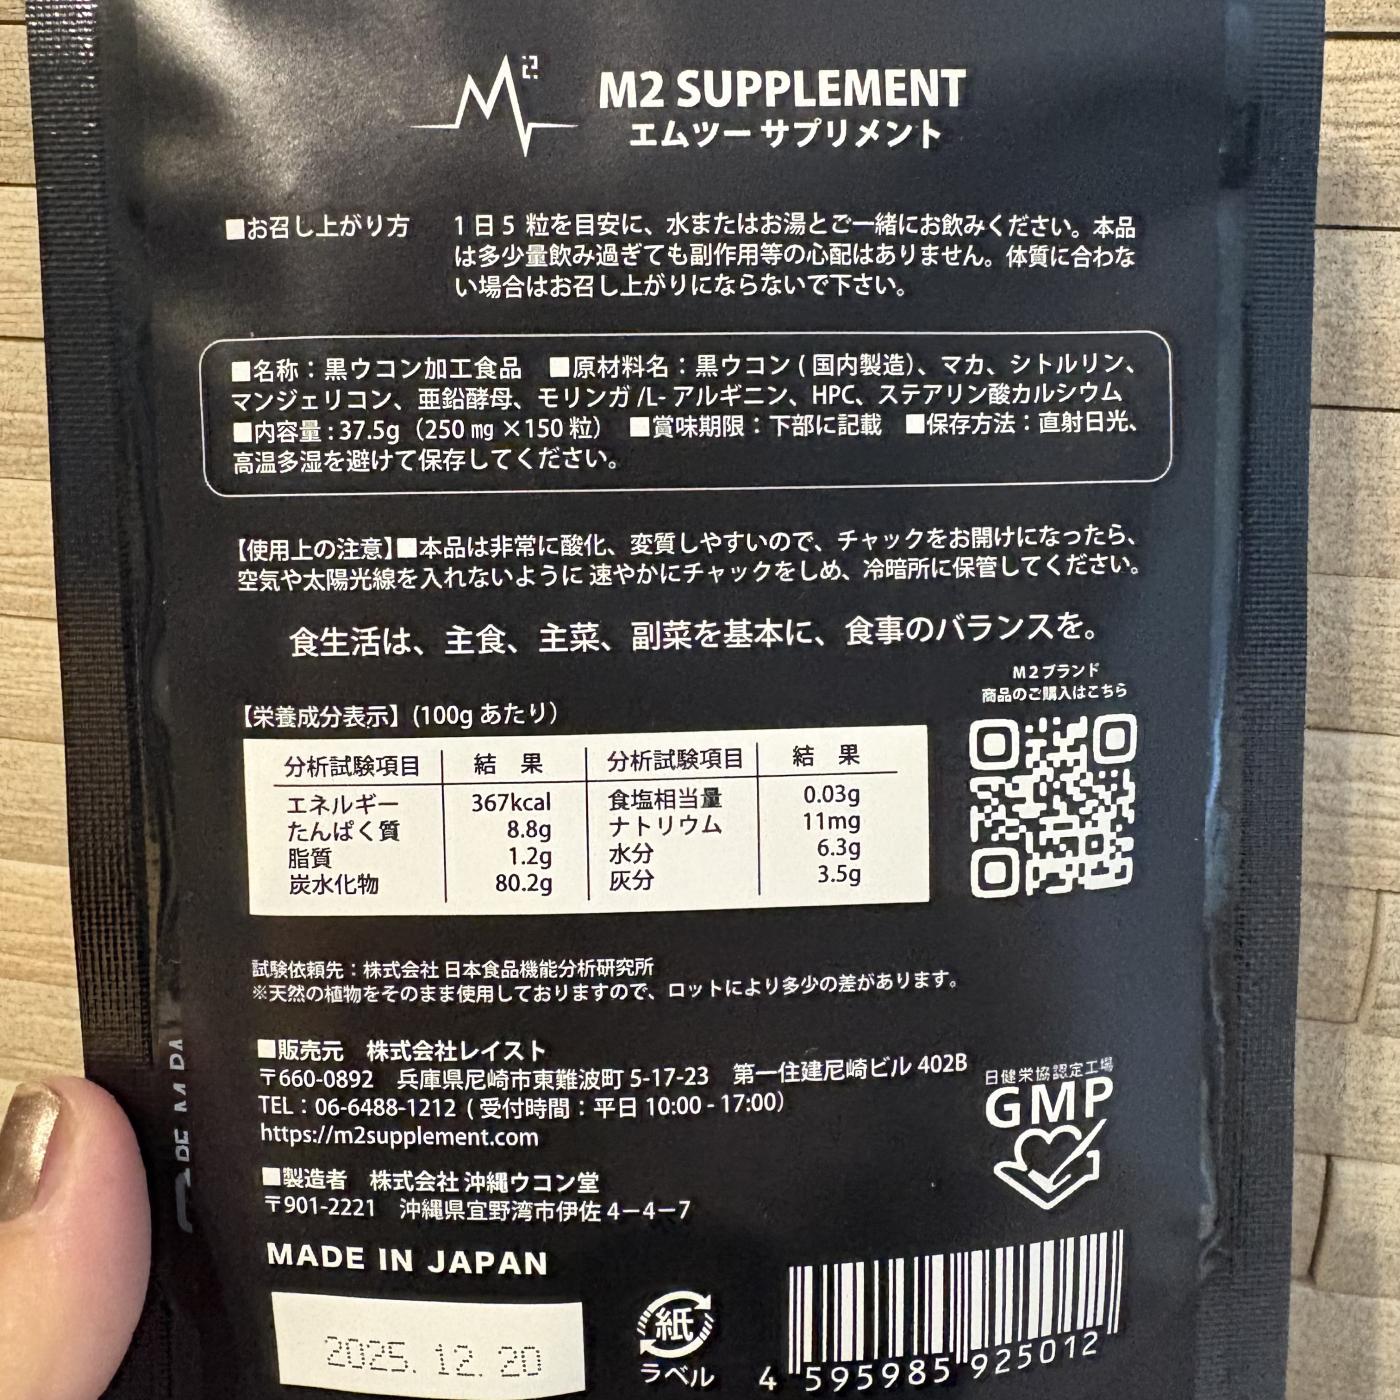 M2
M2 SUPPLEMENT
エムツー サプリメント
■お召し上がり方 1日5 粒を目安に、水またはお湯とご一緒にお飲みください。本品
は多少量飲み過ぎても副作用等の心配はありません。体質に合わな
い場合はお召し上がりにならないで下さい。
■名称：黒ウコン加工食品 ■原材料名：黒ウコン ( 国内製造)、マカ、シトルリン、
マンジェリコン、亜鉛酵母、モリンガ /L- アルギニン、HPC、ステアリン酸カルシウム
■内容量 : 37.5g（250 ㎎ ×150 粒） ■賞味期限：下部に記載 ■保存方法：直射日光、
高温多湿を避けて保存してください。
【使用上の注意】■本品は非常に酸化、変質しやすいので、チャックをお開けになったら、
空気や太陽光線を入れないように 速やかにチャックをしめ、冷暗所に保管してください。
食生活は、主食、主菜、副菜を基本に、食事のバランスを。
M2ブランド
商品のご購入はこちら
【栄養成分表示】(100g あたり）
分析試験項目 結 果 分析試験項目 結 果
エネルギー 367kcal 食塩相当量 0.03g
たんぱく質 8.8g ナトリウム 11mg
脂質 1.2g 水分 6.3g
炭水化物 80.2g 灰分 3.5g
試験依頼先：株式会社 日本食品機能分析研究所
※天然の植物をそのまま使用しておりますので、ロットにより多少の差があります。
■販売元 株式会社レイスト
〒660-0892 兵庫県尼崎市東難波町 5-17-23 第一住建尼崎ビル 402B
TEL：06-6488-1212（受付時間：平日 10:00 - 17:00）
https://m2supplement.com
日健栄協認定工場
GMP
■製造者 株式会社 沖縄ウコン堂
〒901-2221 沖縄県宜野湾市伊佐 4－4－7
MADE IN JAPAN
2025. 12. 20
紙
ラベル
4 595985 925012